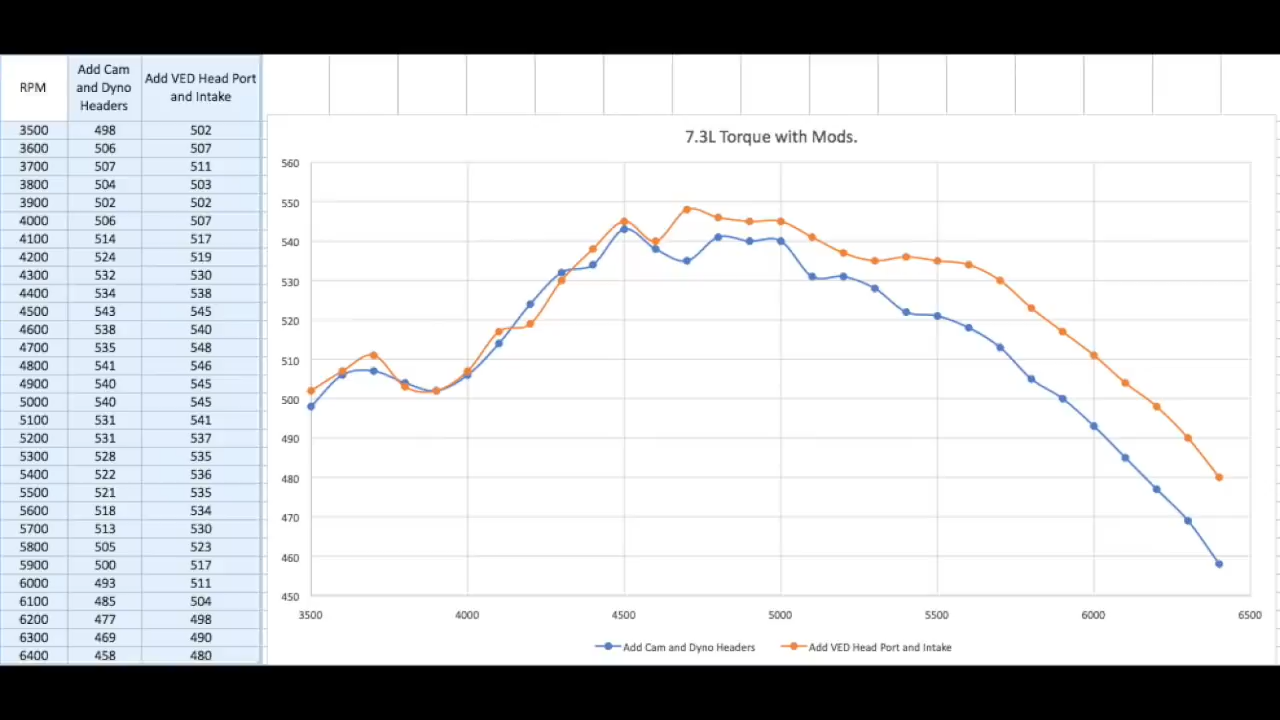 RPM
Add Cam
and Dyno
Headers
Add VED Head Port
and Intake
3500 498 502
3600 506 507
3700 507 511
3800 504 503
3900 502 502
4000 506 507
4100 514 517
4200 524 519
4300 532 530
4400 534 538
4500 543 545
4600 538 540
4700 535 548
4800 541 546
4900 540 545
5000 540 545
5100 531 541
5200 531 537
5300 528 535
5400 522 536
5500 521 535
5600 518 534
5700 513 530
5800 505 523
5900 500 517
6000 493 511
6100 485 504
6200 477 498
6300 469 490
6400 458 480
7.3L Torque with Mods.
560
550
540
530
520
510
500
490
480
470
460
450
3500 4000 4500 5000 5500 6000 6500
Add Cam and Dyno Headers Add VED Head Port and Intake